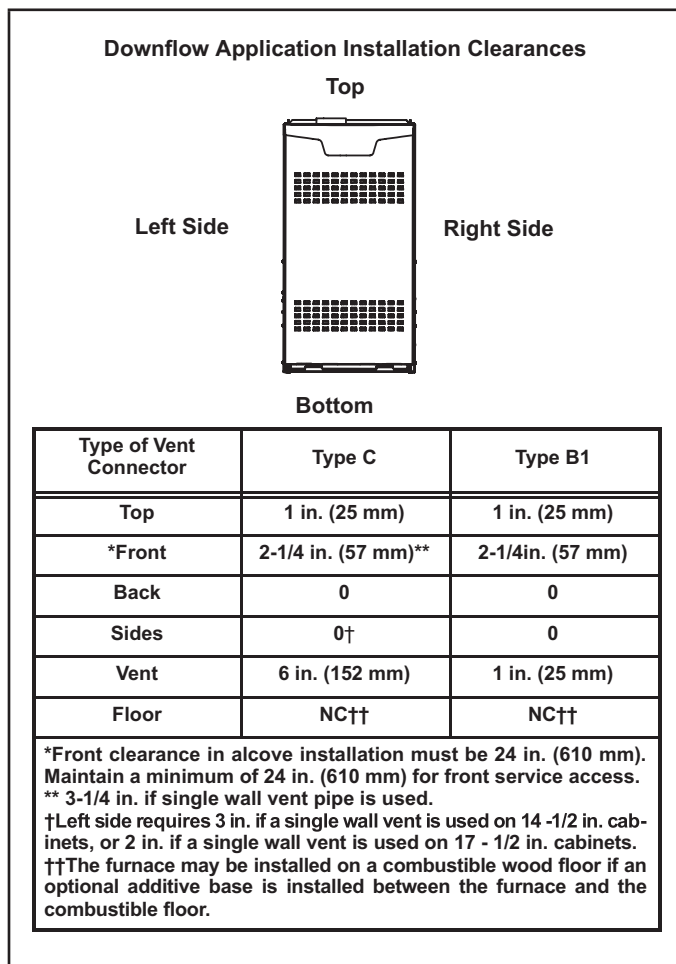 Downflow Application Installation Clearances
Top
Left Side
Right Side
Bottom
Type of Vent Connector	Type C	Type B1
Top	1 in. (25 mm)	1 in. (25 mm)
*Front	2-1/4 in. (57 mm)**	2-1/4in. (57 mm)
Back	0	0
Sides	0†	0
Vent	6 in. (152 mm)	1 in. (25 mm)
Floor	NC††	NC††
*Front clearance in alcove installation must be 24 in. (610 mm).
Maintain a minimum of 24 in. (610 mm) for front service access.
** 3-1/4 in. if single wall vent pipe is used.
†Left side requires 3 in. if a single wall vent is used on 14 -1/2 in. cab-
inets, or 2 in. if a single wall vent is used on 17 - 1/2 in. cabinets.
††The furnace may be installed on a combustible wood floor if an
optional additive base is installed between the furnace and the
combustible floor.